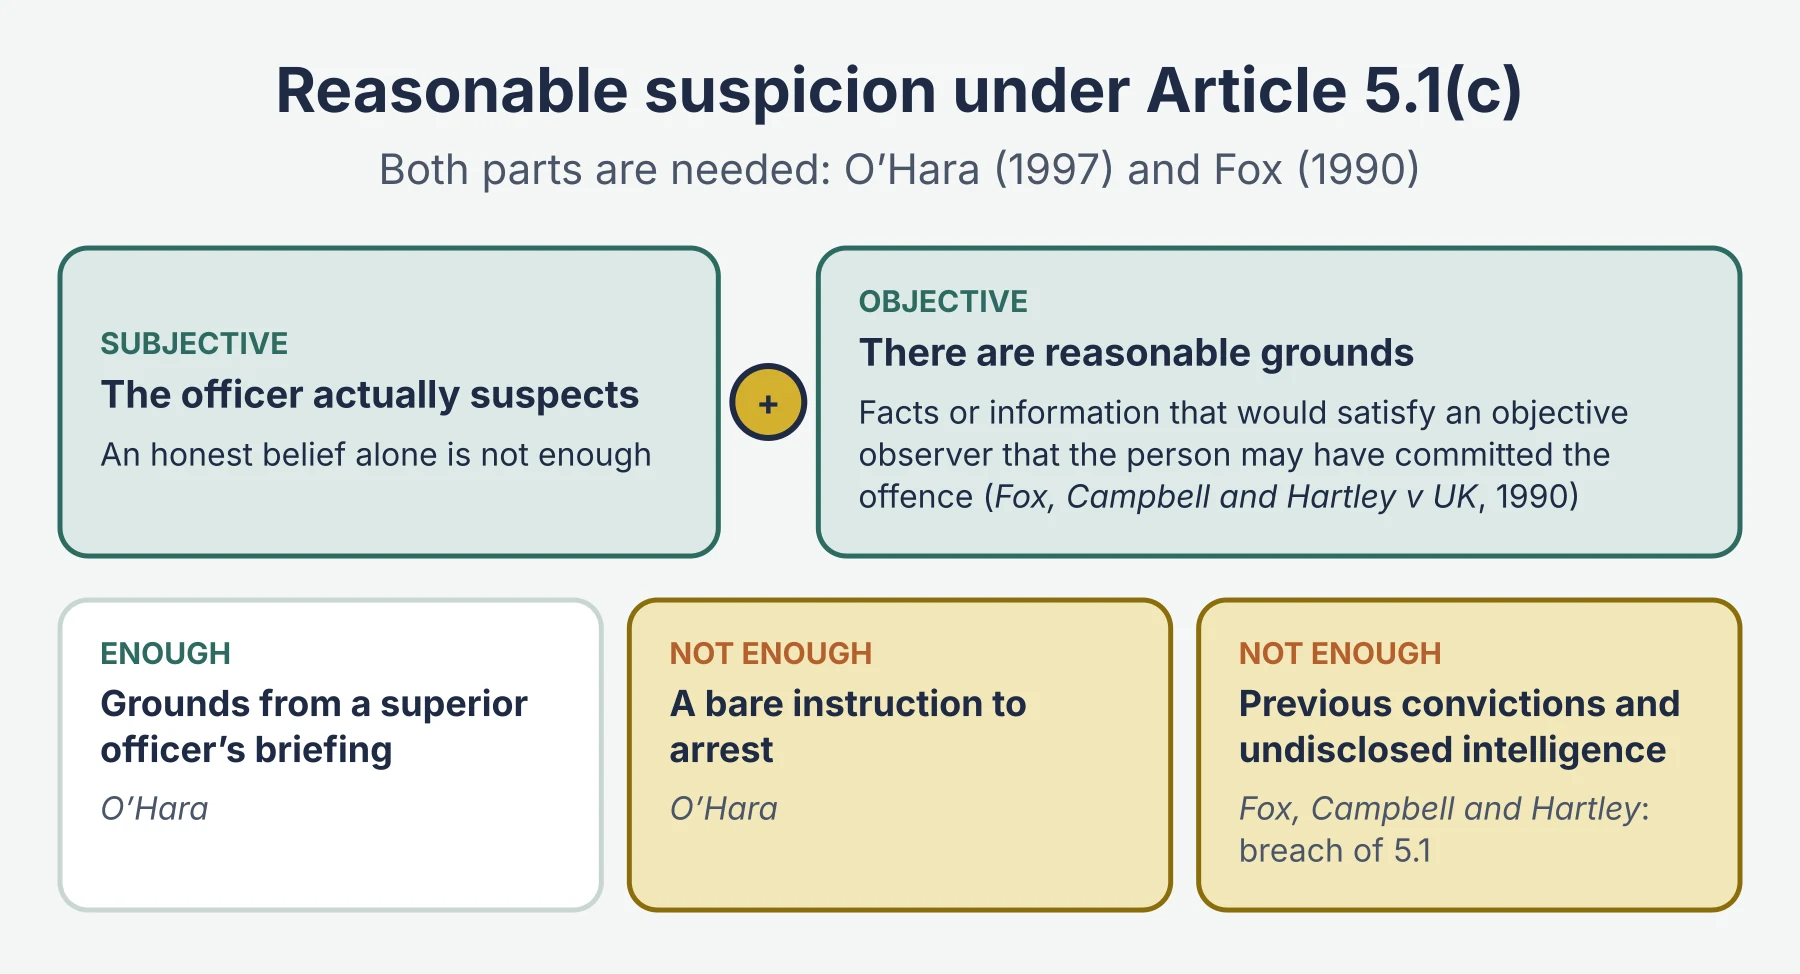 Reasonable suspicion under Article 5.1(c)
Both parts are needed: O’Hara (1997) and Fox (1990)
SUBJECTIVE
The officer actually suspects
An honest belief alone is not enough
+
OBJECTIVE
There are reasonable grounds
Facts or information that would satisfy an objective
observer that the person may have committed the
offence (Fox, Campbell and Hartley v UK, 1990)
ENOUGH
Grounds from a superior
officer’s briefing
O’Hara
NOT ENOUGH
A bare instruction to
arrest
O’Hara
NOT ENOUGH
Previous convictions and
undisclosed intelligence
Fox, Campbell and Hartley:
breach of 5.1